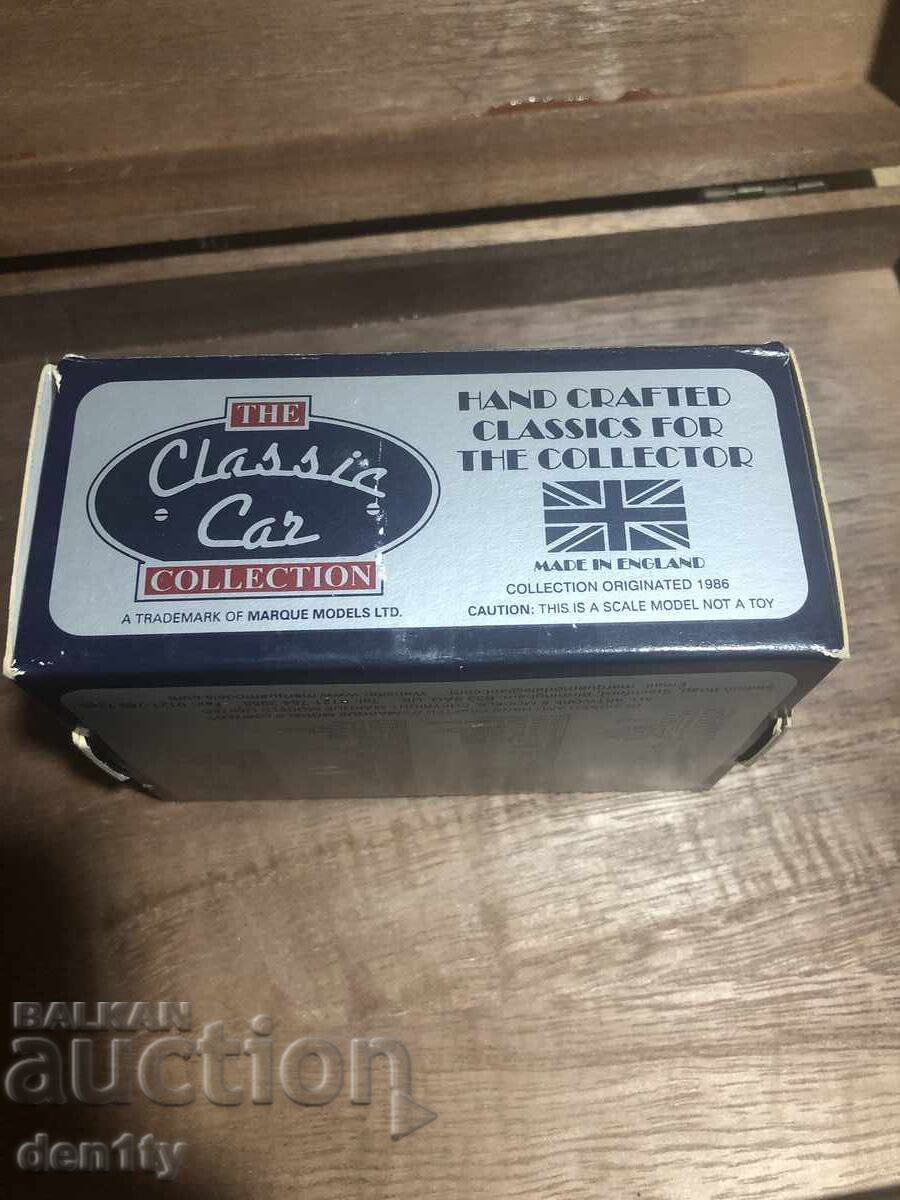 THE
Classic
Car
COLLECTION
A TRADEMARK OF MARQUE MODELS LTD.
HAND CRAFTED
CLASSICS FOR
THE COLLECTOR
MADE IN ENGLAND
COLLECTION ORIGINATED 1986
CAUTION: THIS IS A SCALE MODEL NOT A TOY
BALKAN
auction
den1ty